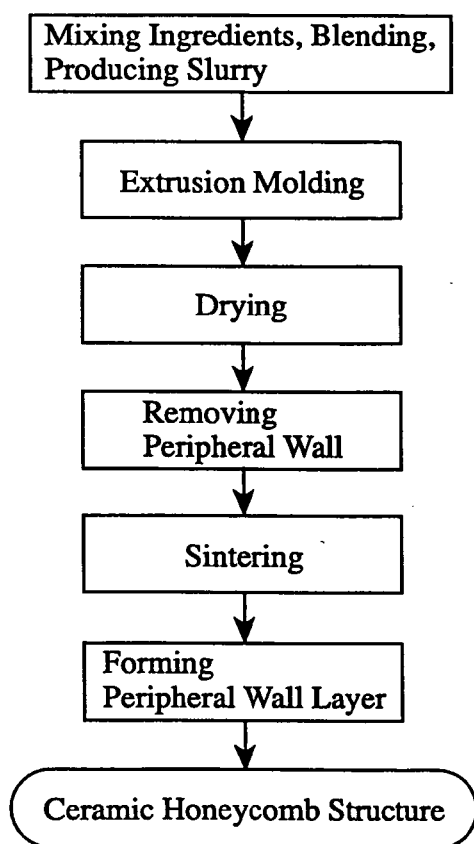 Mixing Ingredients, Blending,
Producing Slurry
Extrusion Molding
Drying
Removing
Peripheral Wall
Sintering
Forming
Peripheral Wall Layer
Ceramic Honeycomb Structure